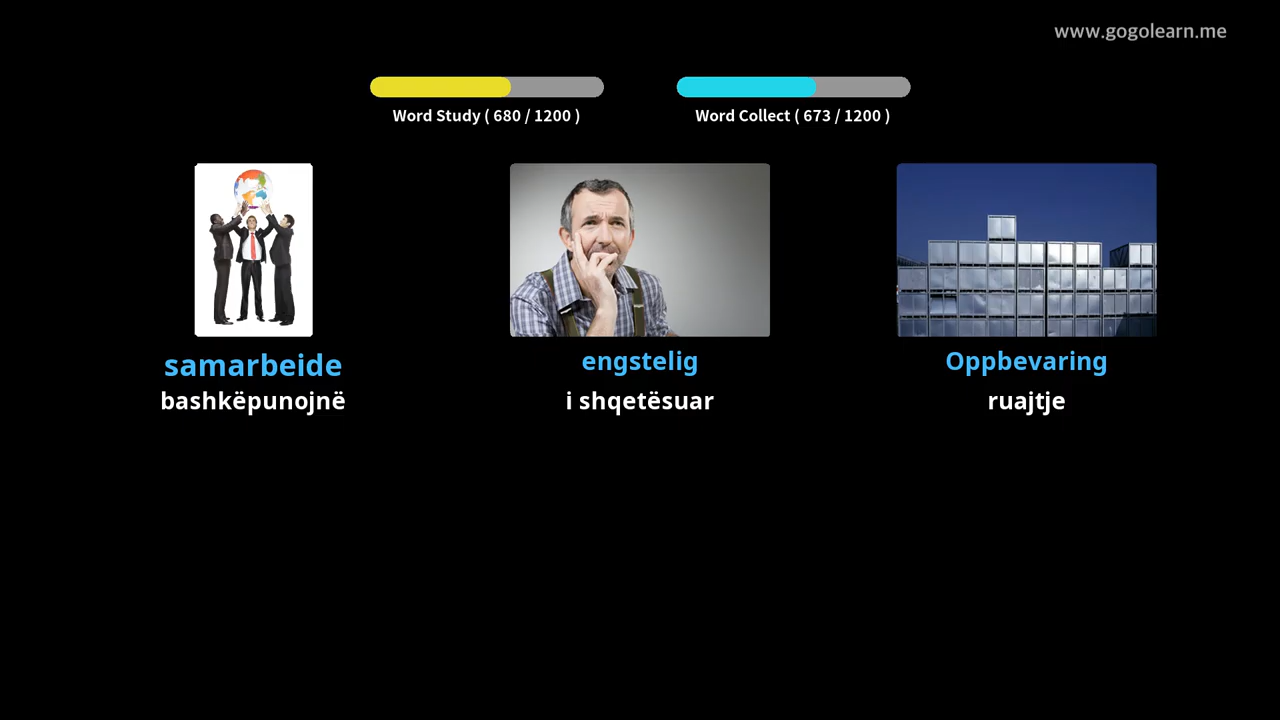 www.gogolearn.me
Word Study ( 680 / 1200 )
Word Collect ( 673 / 1200 )
samarbeide
bashkëpunojnë
engstelig
i shqetësuar
Oppbevaring
ruajtje